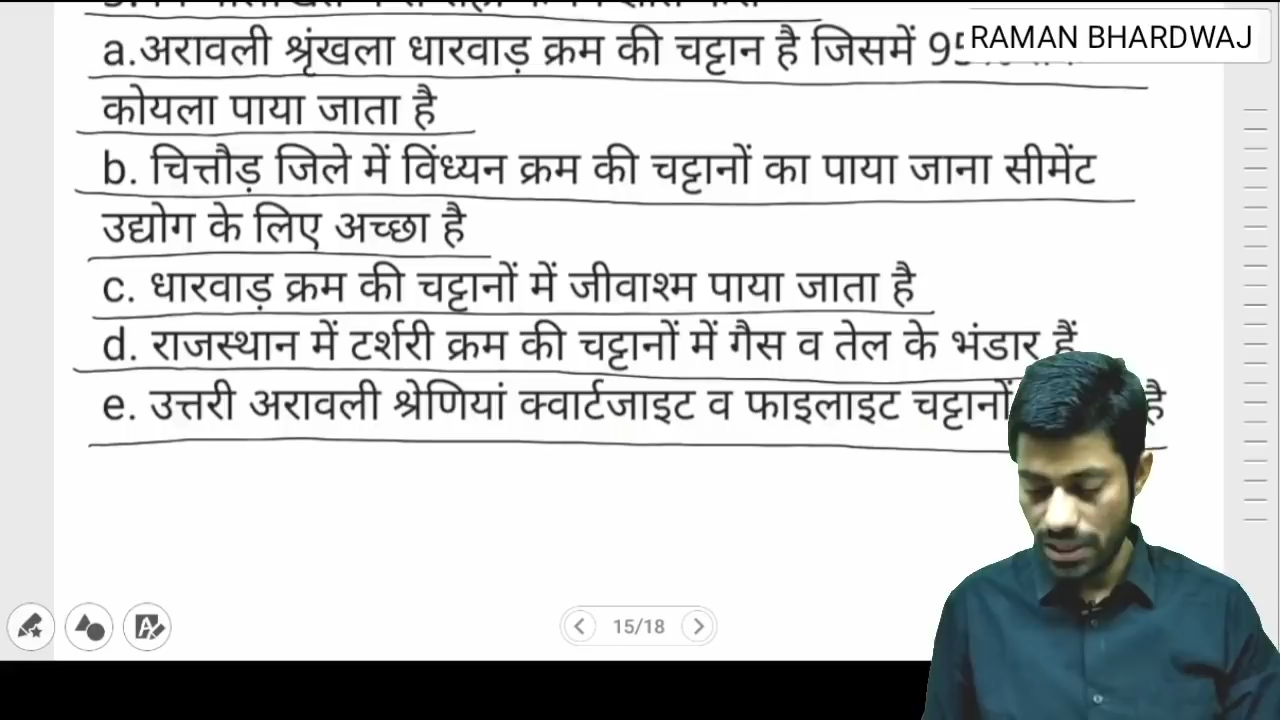 a.अरावली श्रृंखला धारवाड़ क्रम की चट्टान है जिसमें
RAMAN BHARDWAJ
कोयला पाया जाता है
b. चित्तौड़ जिले में विंध्यन क्रम की चट्टानों का पाया जाना सीमेंट
उद्योग के लिए अच्छा है
c. धारवाड़ क्रम की चट्टानों में जीवाश्म पाया जाता है
d. राजस्थान में टर्शरी क्रम की चट्टानों में गैस व तेल के भंडार हैं
e. उत्तरी अरावली श्रेणियां क्वार्टजाइट व फाइलाइट चट्टानों है
15/18